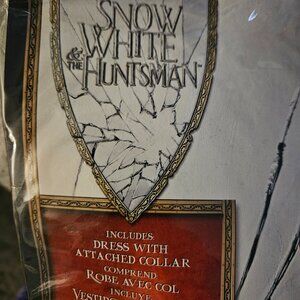 SNOW
WHITE
& THE HUNTSMAN
INCLUDES
DRESS WITH
ATTACHED COLLAR
COMPREND
ROBE AVEC COL
INCLUYE